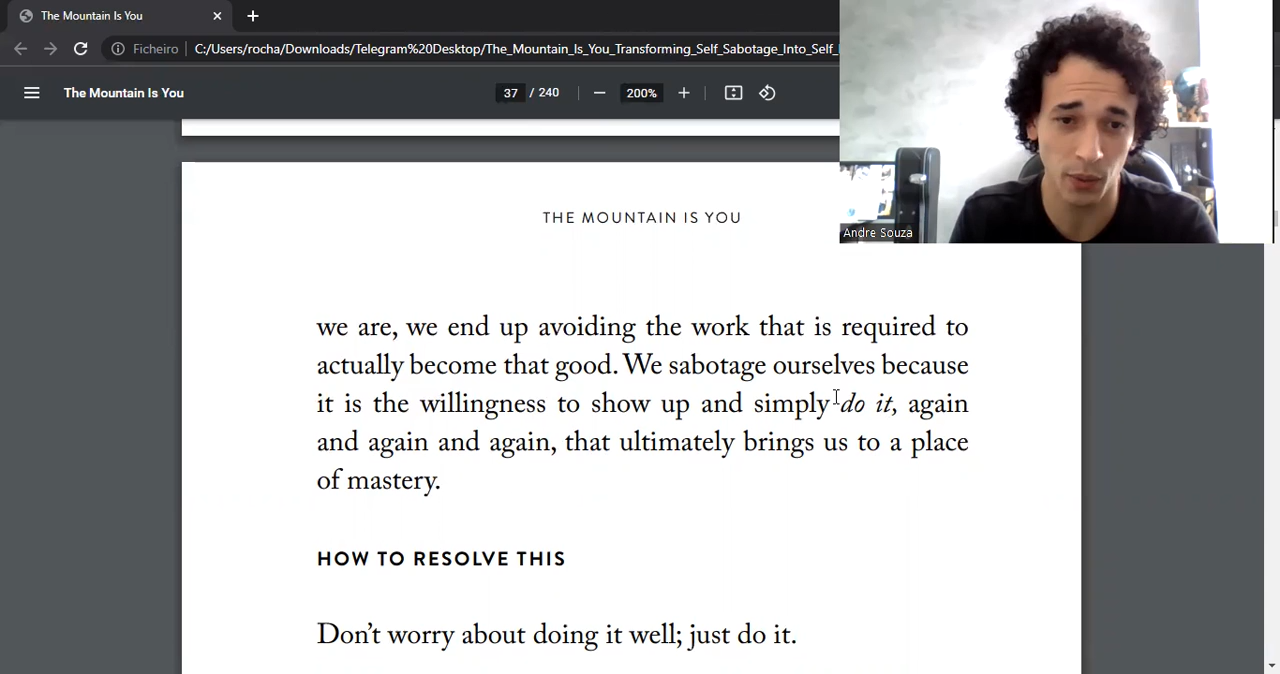 The Mountain Is You
Ficheiro
C:/Users/rocha/Downloads/Telegram%20Desktop/The_Mountain_Is_You_Transforming_Self_Sabotage_Into_Self_
The Mountain Is You
37 / 240
200%
Andre Souza
THE MOUNTAIN IS YOU
we are, we end up avoiding the work that is required to
actually become that good. We sabotage ourselves because
it is the willingness to show up and simply do it, again
and again and again, that ultimately brings us to a place
of mastery.
HOW TO RESOLVE THIS
Don’t worry about doing it well; just do it.